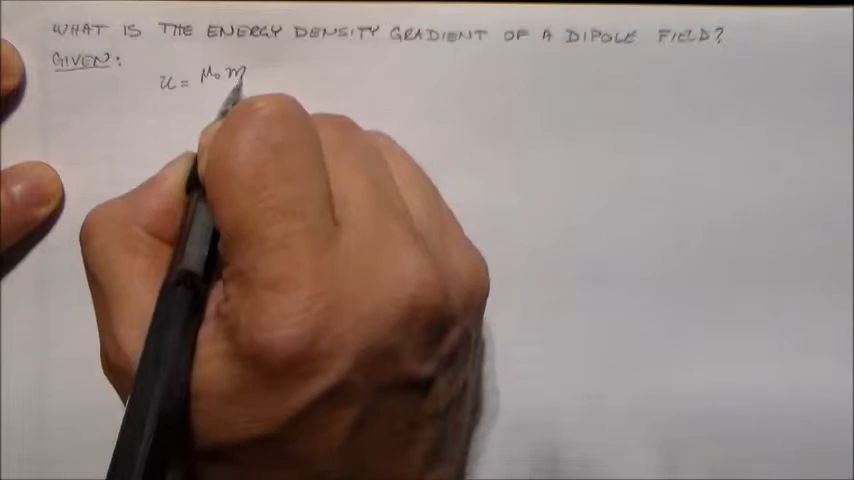 WHAT IS THE ENERGY DENSITY GRADIENT OF A DIPOLE FIELD?
GIVEN:
u = μ₀ m